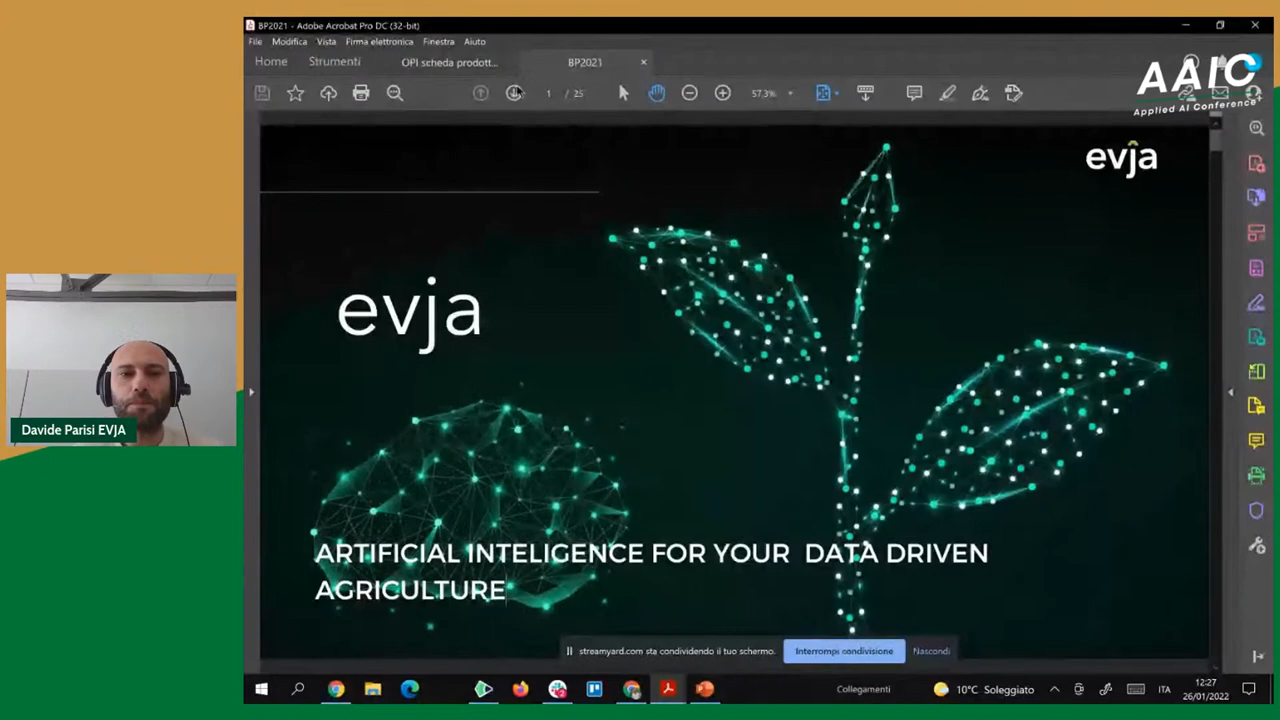 BP2021 - Adobe Acrobat Pro DC (32-bit)
File Modifica Vista Firma elettronica Finestra Aiuto
Home Strumenti OPI scheda prodott... BP2021
1 / 25 57,3%
AAIC
Applied AI Conference
evja
evja
Davide Parisi EVJA
ARTIFICIAL INTELIGENCE FOR YOUR DATA DRIVEN
AGRICULTURE
streamyard.com sta condividendo il tuo schermo. Interrompi condivisione Nascondi
Collegamenti 10°C Soleggiato ITA 12:27
26/01/2022